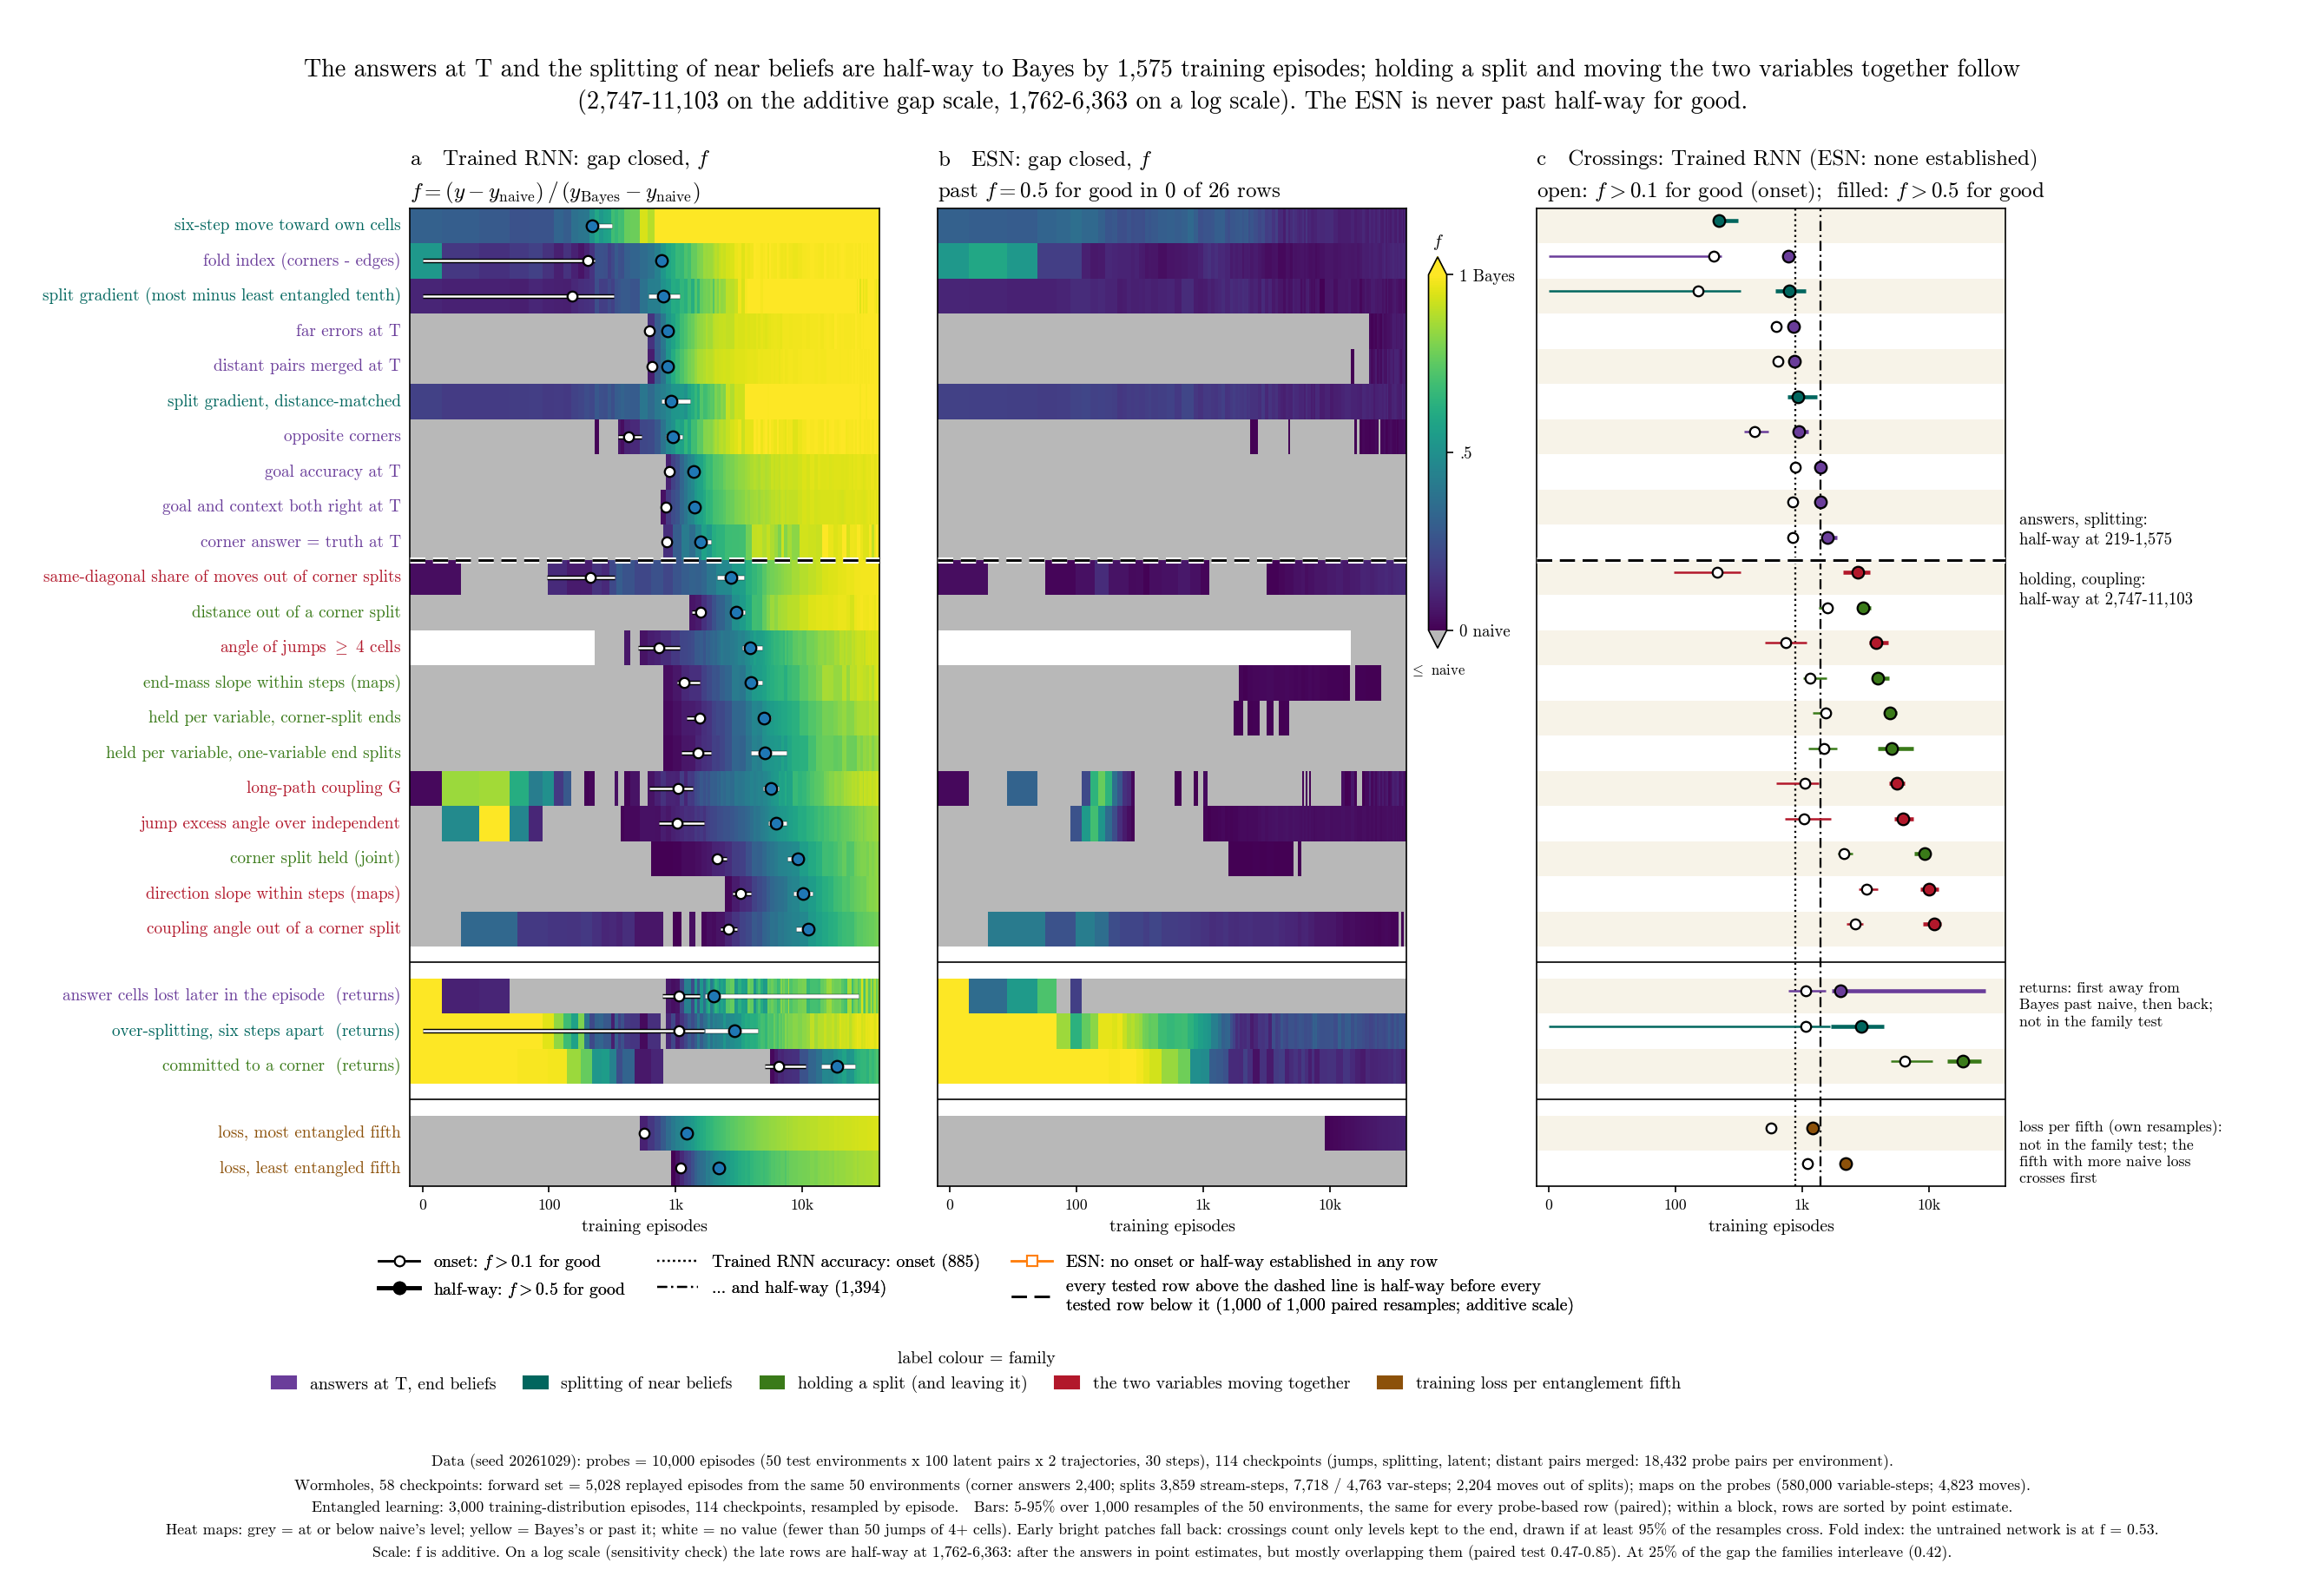 The answers at T and the splitting of near beliefs are half-way to Bayes by 1,575 training episodes; holding a split and moving the two variables together follow
(2,747-11,103 on the additive gap scale, 1,762-6,363 on a log scale). The ESN is never past half-way for good.
a Trained RNN: gap closed, f
f = (y − y_naive) / (y_Bayes − y_naive)
b ESN: gap closed, f
past f = 0.5 for good in 0 of 26 rows
c Crossings: Trained RNN (ESN: none established)
open: f > 0.1 for good (onset); filled: f > 0.5 for good
six-step move toward own cells
fold index (corners - edges)
split gradient (most minus least entangled tenth)
far errors at T
distant pairs merged at T
split gradient, distance-matched
opposite corners
goal accuracy at T
goal and context both right at T
corner answer = truth at T
same-diagonal share of moves out of corner splits
distance out of a corner split
angle of jumps ≥ 4 cells
end-mass slope within steps (maps)
held per variable, corner-split ends
held per variable, one-variable end splits
long-path coupling G
jump excess angle over independent
corner split held (joint)
direction slope within steps (maps)
coupling angle out of a corner split
answer cells lost later in the episode (returns)
over-splitting, six steps apart (returns)
committed to a corner (returns)
loss, most entangled fifth
loss, least entangled fifth
f
1 Bayes
.5
0 naive
≤ naive
answers, splitting:
half-way at 219-1,575
holding, coupling:
half-way at 2,747-11,103
returns: first away from
Bayes past naive, then back;
not in the family test
loss per fifth (own resamples):
not in the family test; the
fifth with more naive loss
crosses first
0 100 1k 10k
training episodes
0 100 1k 10k
training episodes
0 100 1k 10k
training episodes
onset: f > 0.1 for good
half-way: f > 0.5 for good
Trained RNN accuracy: onset (885)
... and half-way (1,394)
ESN: no onset or half-way established in any row
every tested row above the dashed line is half-way before every
tested row below it (1,000 of 1,000 paired resamples; additive scale)
label colour = family
answers at T, end beliefs
splitting of near beliefs
holding a split (and leaving it)
the two variables moving together
training loss per entanglement fifth
Data (seed 20261029): probes = 10,000 episodes (50 test environments x 100 latent pairs x 2 trajectories, 30 steps), 114 checkpoints (jumps, splitting, latent; distant pairs merged: 18,432 probe pairs per environment).
Wormholes, 58 checkpoints: forward set = 5,028 replayed episodes from the same 50 environments (corner answers 2,400; splits 3,859 stream-steps, 7,718 / 4,763 var-steps; 2,204 moves out of splits); maps on the probes (580,000 variable-steps; 4,823 moves).
Entangled learning: 3,000 training-distribution episodes, 114 checkpoints, resampled by episode. Bars: 5-95% over 1,000 resamples of the 50 environments, the same for every probe-based row (paired); within a block, rows are sorted by point estimate.
Heat maps: grey = at or below naive's level; yellow = Bayes's or past it; white = no value (fewer than 50 jumps of 4+ cells). Early bright patches fall back: crossings count only levels kept to the end, drawn if at least 95% of the resamples cross. Fold index: the untrained network is at f = 0.53.
Scale: f is additive. On a log scale (sensitivity check) the late rows are half-way at 1,762-6,363: after the answers in point estimates, but mostly overlapping them (paired test 0.47-0.85). At 25% of the gap the families interleave (0.42).